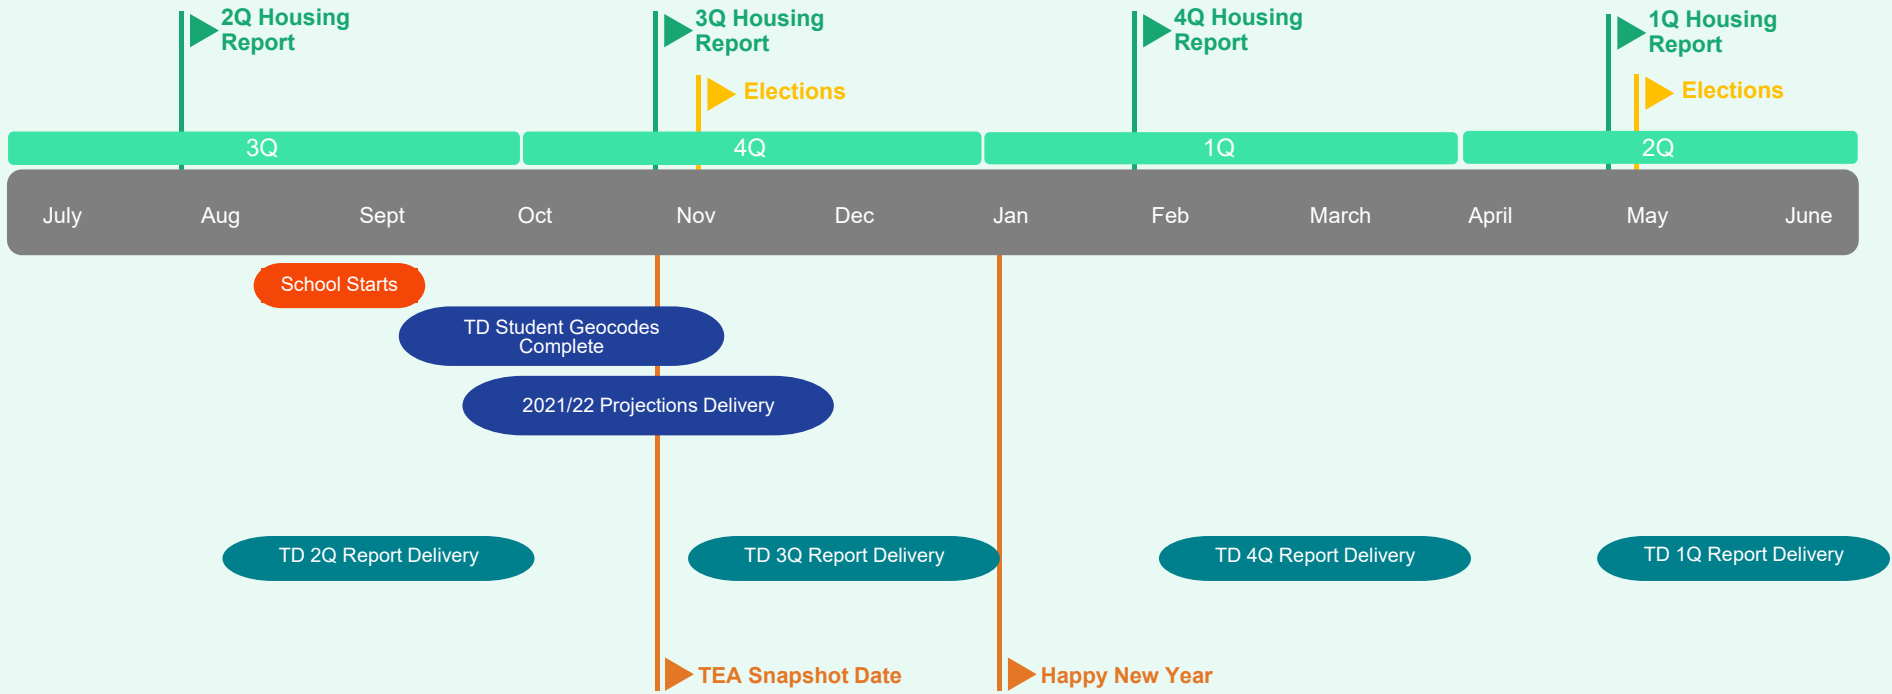 2Q Housing
Report
3Q Housing
Report
4Q Housing
Report
1Q Housing
Report
Elections
Elections
3Q
4Q
1Q
2Q
July
Aug
Sept
Oct
Nov
Dec
Jan
Feb
March
April
May
June
School Starts
TD Student Geocodes
Complete
2021/22 Projections Delivery
TD 2Q Report Delivery
TD 3Q Report Delivery
TD 4Q Report Delivery
TD 1Q Report Delivery
TEA Snapshot Date
Happy New Year